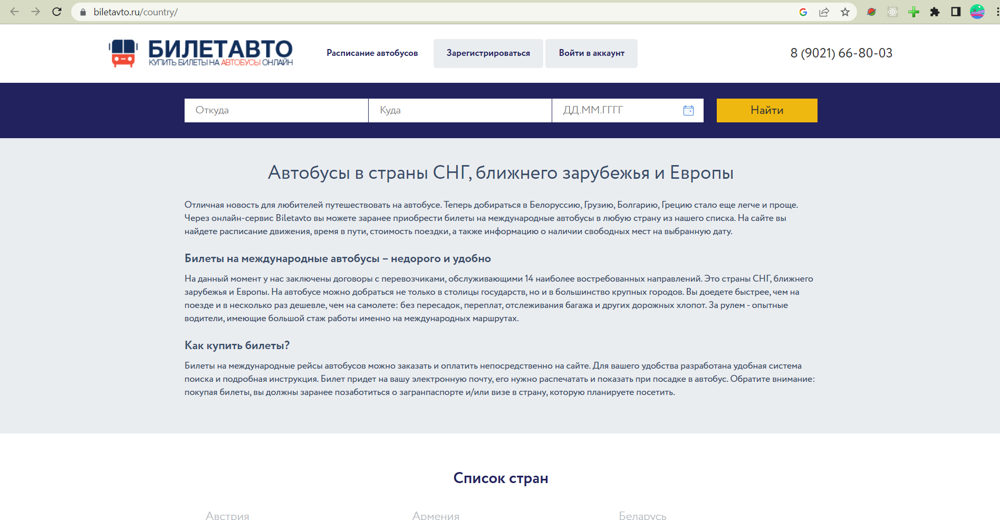 biletavto.ru/country/
БИЛЕТАВТО
КУПИТЬ БИЛЕТЫ НА АВТОБУСЫ ОНЛАЙН
Расписание автобусов
Зарегистрироваться
Войти в аккаунт
8 (9021) 66-80-03
Откуда
Куда
ДД.ММ.ГГГГ
Найти
Автобусы в страны СНГ, ближнего зарубежья и Европы
Отличная новость для любителей путешествовать на автобусе. Теперь добираться в Белоруссию, Грузию, Болгарию, Грецию стало еще легче и проще.
Через онлайн-сервис Biletavto вы можете заранее приобрести билеты на международные автобусы в любую страну из нашего списка. На сайте вы
найдете расписание движения, время в пути, стоимость поездки, а также информацию о наличии свободных мест на выбранную дату.
Билеты на международные автобусы – недорого и удобно
На данный момент у нас заключены договоры с перевозчиками, обслуживающими 14 наиболее востребованных направлений. Это страны СНГ, ближнего
зарубежья и Европы. На автобусе можно добраться не только в столицы государств, но и в большинство крупных городов. Вы доедете быстрее, чем на
поезде и в несколько раз дешевле, чем на самолете: без пересадок, переплат, отслеживания багажа и других дорожных хлопот. За рулем - опытные
водители, имеющие большой стаж работы именно на международных маршрутах.
Как купить билеты?
Билеты на международные рейсы автобусов можно заказать и оплатить непосредственно на сайте. Для вашего удобства разработана удобная система
поиска и подробная инструкция. Билет придет на вашу электронную почту, его нужно распечатать и показать при посадке в автобус. Обратите внимание:
покупая билеты, вы должны заранее позаботиться о загранпаспорте и/или визе в страну, которую планируете посетить.
Список стран
Австрия
Армения
Беларусь